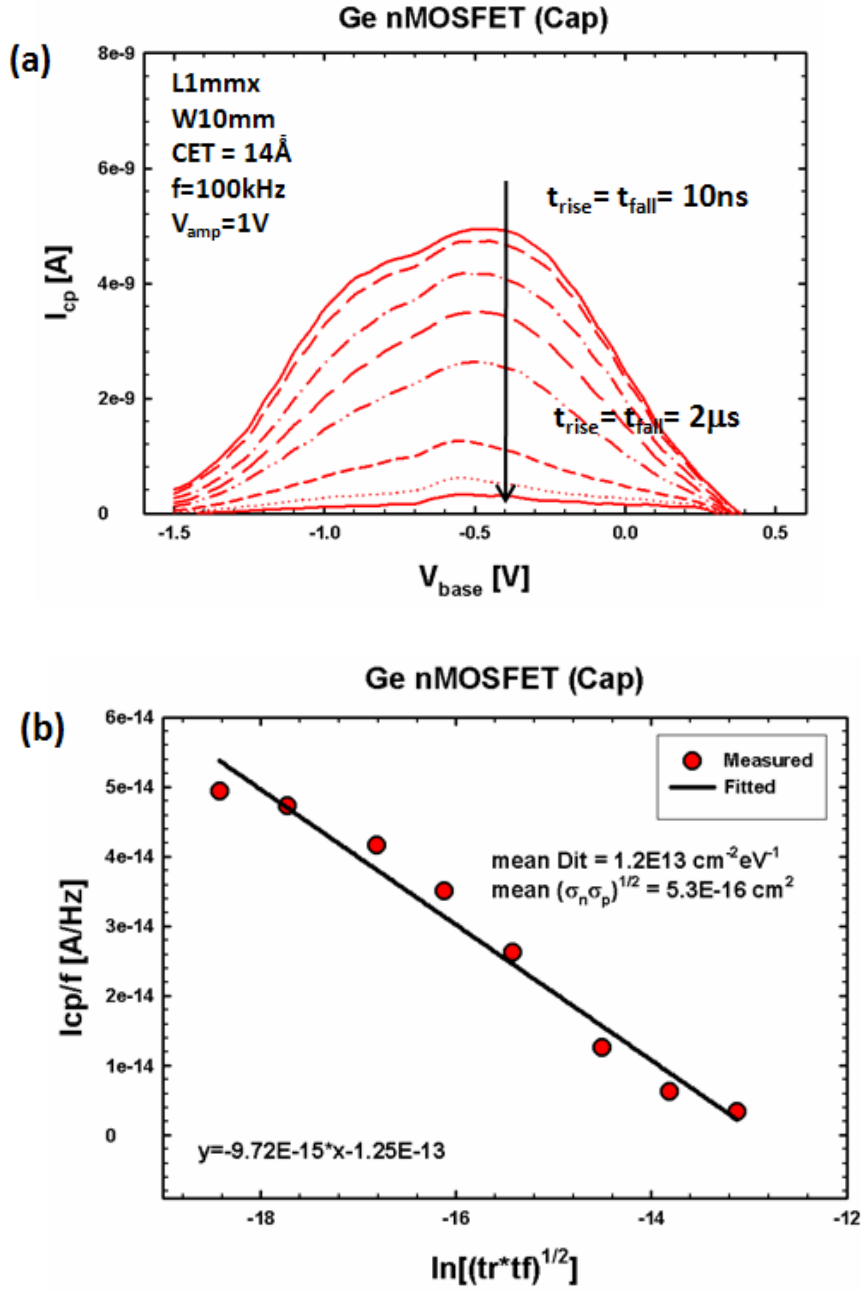 Ge nMOSFET (Cap)
(a)
8e-9
6e-9
4e-9
2e-9
0
I_cp [A]
L1mmx
W10mm
CET = 14Å
f=100kHz
V_amp=1V
t_rise= t_fall= 10ns
t_rise= t_fall= 2μs
-1.5 -1.0 -0.5 0.0 0.5
V_base [V]
Ge nMOSFET (Cap)
(b)
6e-14
5e-14
4e-14
3e-14
2e-14
1e-14
0
Icp/f [A/Hz]
Measured
Fitted
mean Dit = 1.2E13 cm⁻²eV⁻¹
mean (σ_nσ_p)^1/2 = 5.3E-16 cm²
y=-9.72E-15*x-1.25E-13
-18 -16 -14 -12
ln[(tr*tf)^1/2]